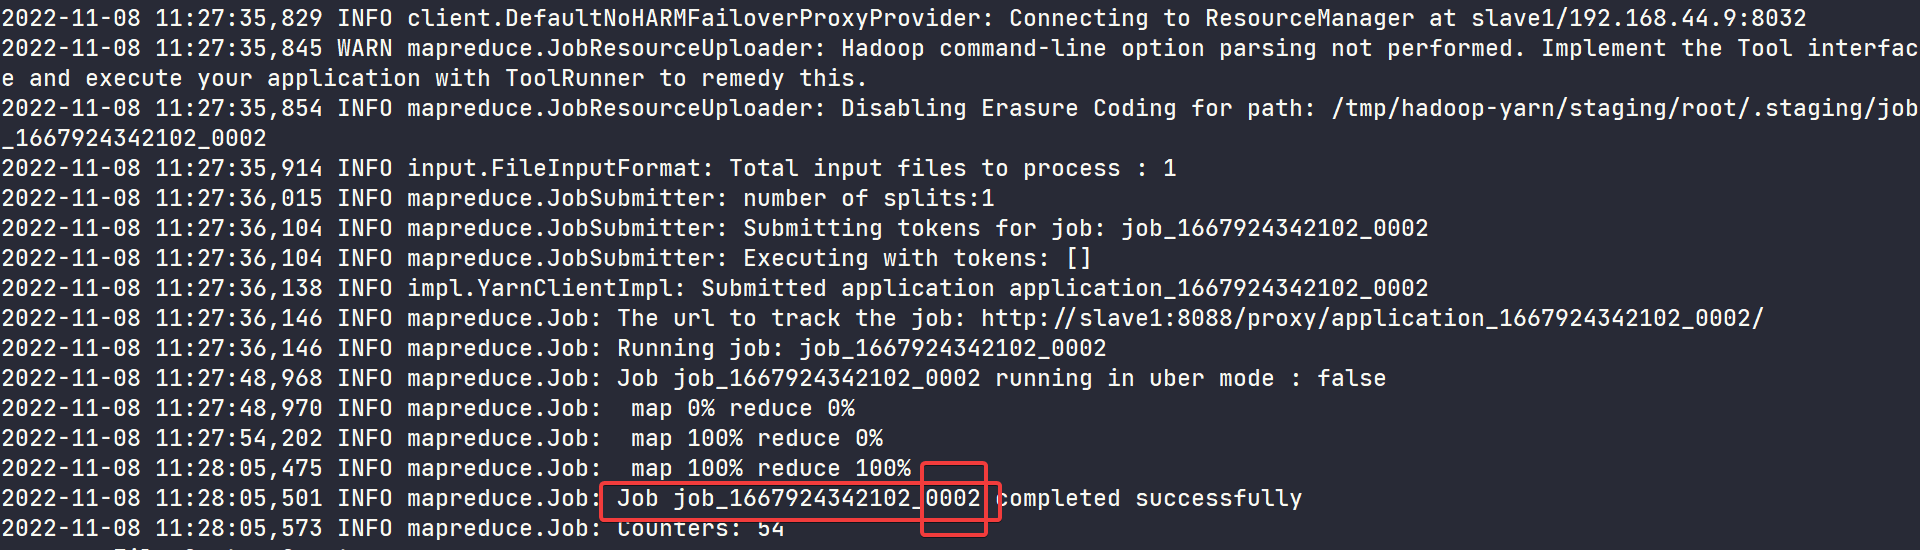 2022-11-08 11:27:35,829 INFO client.DefaultNoHARMFailoverProxyProvider: Connecting to ResourceManager at slave1/192.168.44.9:8032
2022-11-08 11:27:35,845 WARN mapreduce.JobResourceUploader: Hadoop command-line option parsing not performed. Implement the Tool interfac
e and execute your application with ToolRunner to remedy this.
2022-11-08 11:27:35,854 INFO mapreduce.JobResourceUploader: Disabling Erasure Coding for path: /tmp/hadoop-yarn/staging/root/.staging/job
_1667924342102_0002
2022-11-08 11:27:35,914 INFO input.FileInputFormat: Total input files to process : 1
2022-11-08 11:27:36,015 INFO mapreduce.JobSubmitter: number of splits:1
2022-11-08 11:27:36,104 INFO mapreduce.JobSubmitter: Submitting tokens for job: job_1667924342102_0002
2022-11-08 11:27:36,104 INFO mapreduce.JobSubmitter: Executing with tokens: []
2022-11-08 11:27:36,138 INFO impl.YarnClientImpl: Submitted application application_1667924342102_0002
2022-11-08 11:27:36,146 INFO mapreduce.Job: The url to track the job: http://slave1:8088/proxy/application_1667924342102_0002/
2022-11-08 11:27:36,146 INFO mapreduce.Job: Running job: job_1667924342102_0002
2022-11-08 11:27:48,968 INFO mapreduce.Job: Job job_1667924342102_0002 running in uber mode : false
2022-11-08 11:27:48,970 INFO mapreduce.Job:  map 0% reduce 0%
2022-11-08 11:27:54,202 INFO mapreduce.Job:  map 100% reduce 0%
2022-11-08 11:28:05,475 INFO mapreduce.Job:  map 100% reduce 100%
2022-11-08 11:28:05,501 INFO mapreduce.Job: Job job_1667924342102_0002 completed successfully
2022-11-08 11:28:05,573 INFO mapreduce.Job: Counters: 54